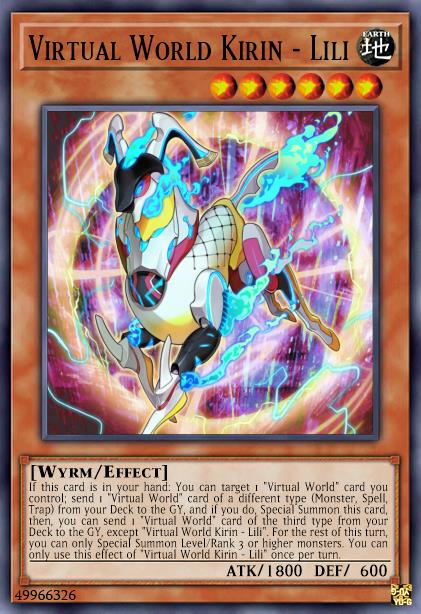 Virtual World Kirin - Lili
EARTH
地
[Wyrm/Effect]
If this card is in your hand: You can target 1 "Virtual World" card you
control; send 1 "Virtual World" card of a different type (Monster, Spell,
Trap) from your Deck to the GY, and if you do, Special Summon this card,
then, you can send 1 "Virtual World" card of the third type from your
Deck to the GY, except "Virtual World Kirin - Lili". For the rest of this turn,
you can only Special Summon Level/Rank 3 or higher monsters. You can
only use this effect of "Virtual World Kirin - Lili" once per turn.
ATK/1800 DEF/ 600
49966326